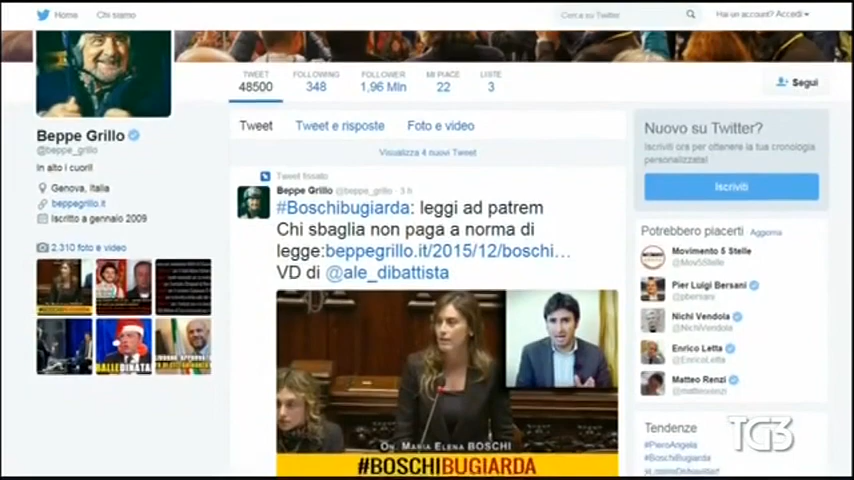 Home
Chi siamo
Cerca su Twitter
Hai un account? Accedi
TWEET
48500
FOLLOWING
348
FOLLOWER
1,96 Mln
MI PIACE
22
LISTE
3
Segui
Beppe Grillo
@beppe_grillo
In alto i cuori!
Genova, Italia
beppegrillo.it
Iscritto a gennaio 2009
2.310 foto e video
Tweet
Tweet e risposte
Foto e video
Visualizza 4 nuovi Tweet
Tweet fissato
Beppe Grillo @beppe_grillo · 3 h
#Boschibugiarda: leggi ad patrem
Chi sbaglia non paga a norma di
legge:beppegrillo.it/2015/12/boschi…
VD di @ale_dibattista
ON. MARIA ELENA BOSCHI
#BOSCHIBUGIARDA
Nuovo su Twitter?
Iscriviti ora per ottenere la tua cronologia
personalizzata!
Iscriviti
Potrebbero piacerti · Aggiorna
Movimento 5 Stelle
@Mov5Stelle
Pier Luigi Bersani
@pbersani
Nichi Vendola
@NichiVendola
Enrico Letta
@EnricoLetta
Matteo Renzi
@matteorenzi
Tendenze
#PieroAngela
#BoschiBugiarda
TG3